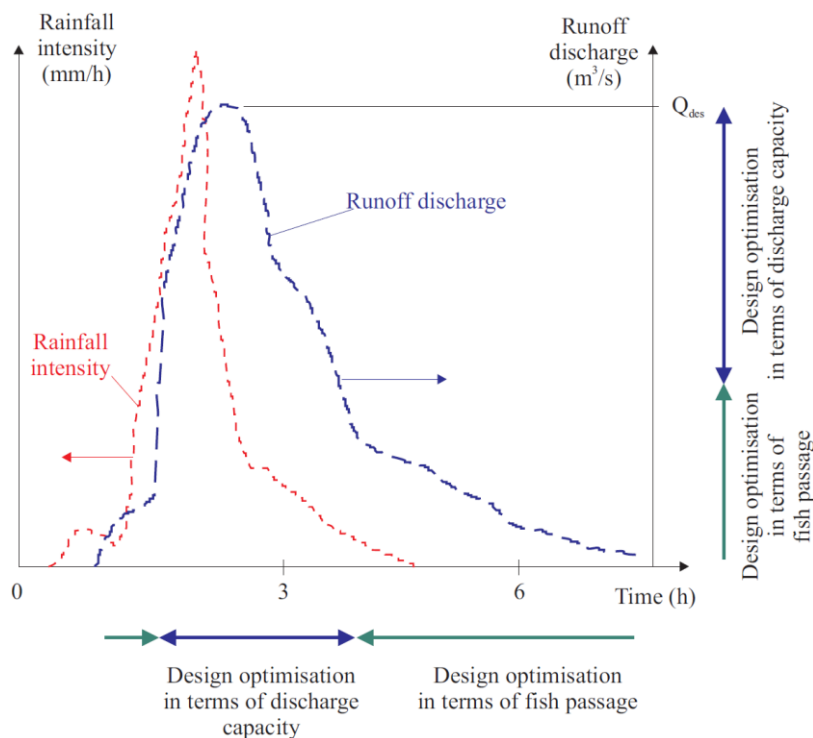 Rainfall
intensity
(mm/h)
Runoff
discharge
(m³/s)
Q_des
Runoff discharge
Rainfall
intensity
Design optimisation
in terms of discharge capacity
Design optimisation
in terms of
fish passage
0
3
6
Time (h)
Design optimisation
in terms of discharge
capacity
Design optimisation
in terms of fish passage